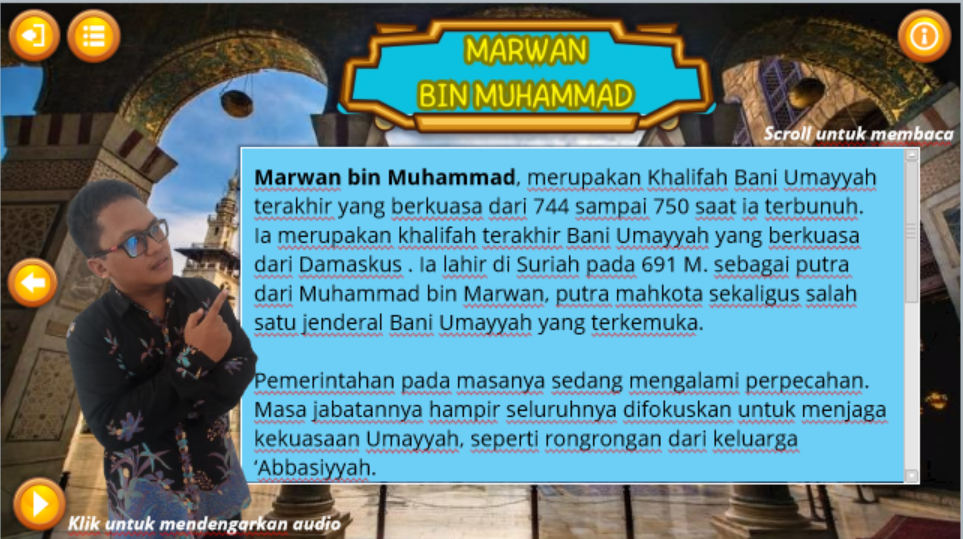 MARWAN
BIN MUHAMMAD
Scroll untuk membaca
Marwan bin Muhammad, merupakan Khalifah Bani Umayyah
terakhir yang berkuasa dari 744 sampai 750 saat ia terbunuh.
Ia merupakan khalifah terakhir Bani Umayyah yang berkuasa
dari Damaskus . Ia lahir di Suriah pada 691 M. sebagai putra
dari Muhammad bin Marwan, putra mahkota sekaligus salah
satu jenderal Bani Umayyah yang terkemuka.
Pemerintahan pada masanya sedang mengalami perpecahan.
Masa jabatannya hampir seluruhnya difokuskan untuk menjaga
kekuasaan Umayyah, seperti rongrongan dari keluarga
‘Abbasiyyah.
Klik untuk mendengarkan audio